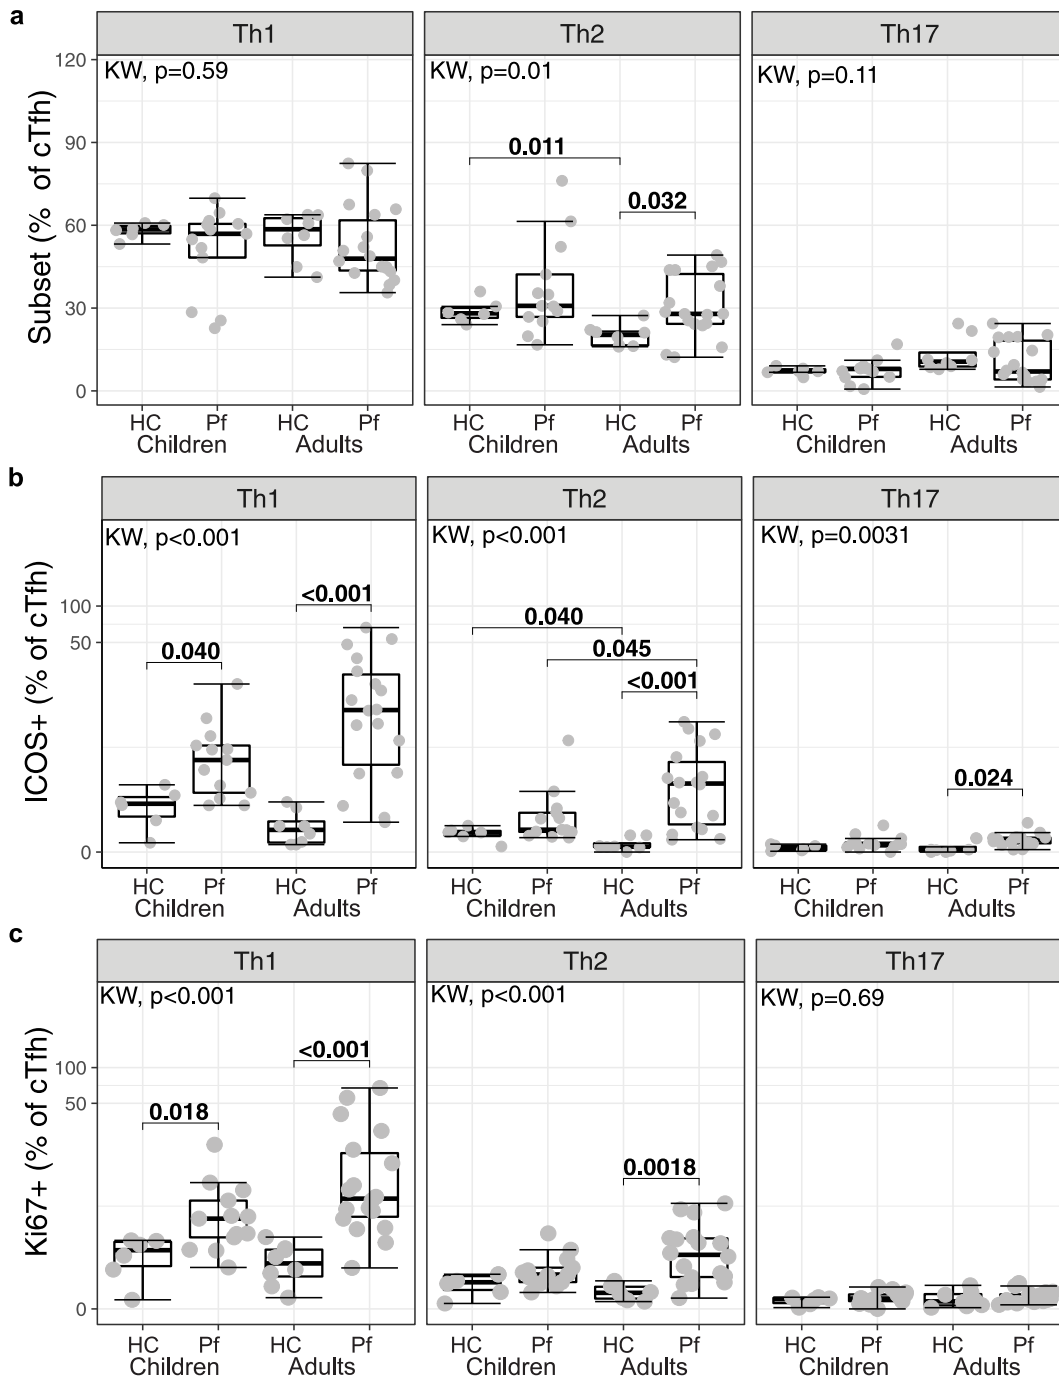 a
Th1 Th2 Th17
KW, p=0.59 KW, p=0.01 KW, p=0.11
Subset (% of cTfh)
120
90
60
30
0
0.011
0.032
HC Pf HC Pf HC Pf HC Pf HC Pf HC Pf
Children Adults Children Adults Children Adults
b
Th1 Th2 Th17
KW, p<0.001 KW, p<0.001 KW, p=0.0031
ICOS+ (% of cTfh)
100
50
0
0.040
<0.001
0.040
0.045
<0.001
0.024
HC Pf HC Pf HC Pf HC Pf HC Pf HC Pf
Children Adults Children Adults Children Adults
c
Th1 Th2 Th17
KW, p<0.001 KW, p<0.001 KW, p=0.69
Ki67+ (% of cTfh)
100
50
0
0.018
<0.001
0.0018
HC Pf HC Pf HC Pf HC Pf HC Pf HC Pf
Children Adults Children Adults Children Adults